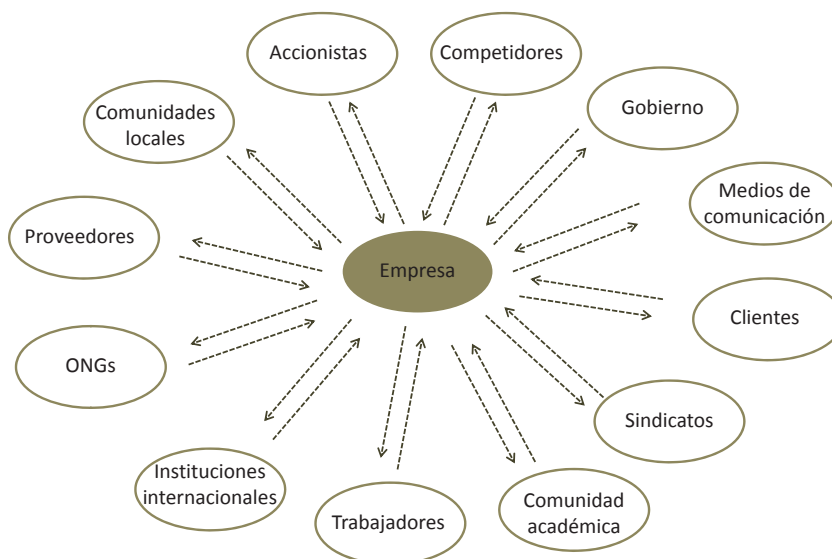 Accionistas
Competidores
Comunidades
locales
Gobierno
Medios de
comunicación
Proveedores
Empresa
Clientes
ONGs
Sindicatos
Instituciones
internacionales
Trabajadores
Comunidad
académica